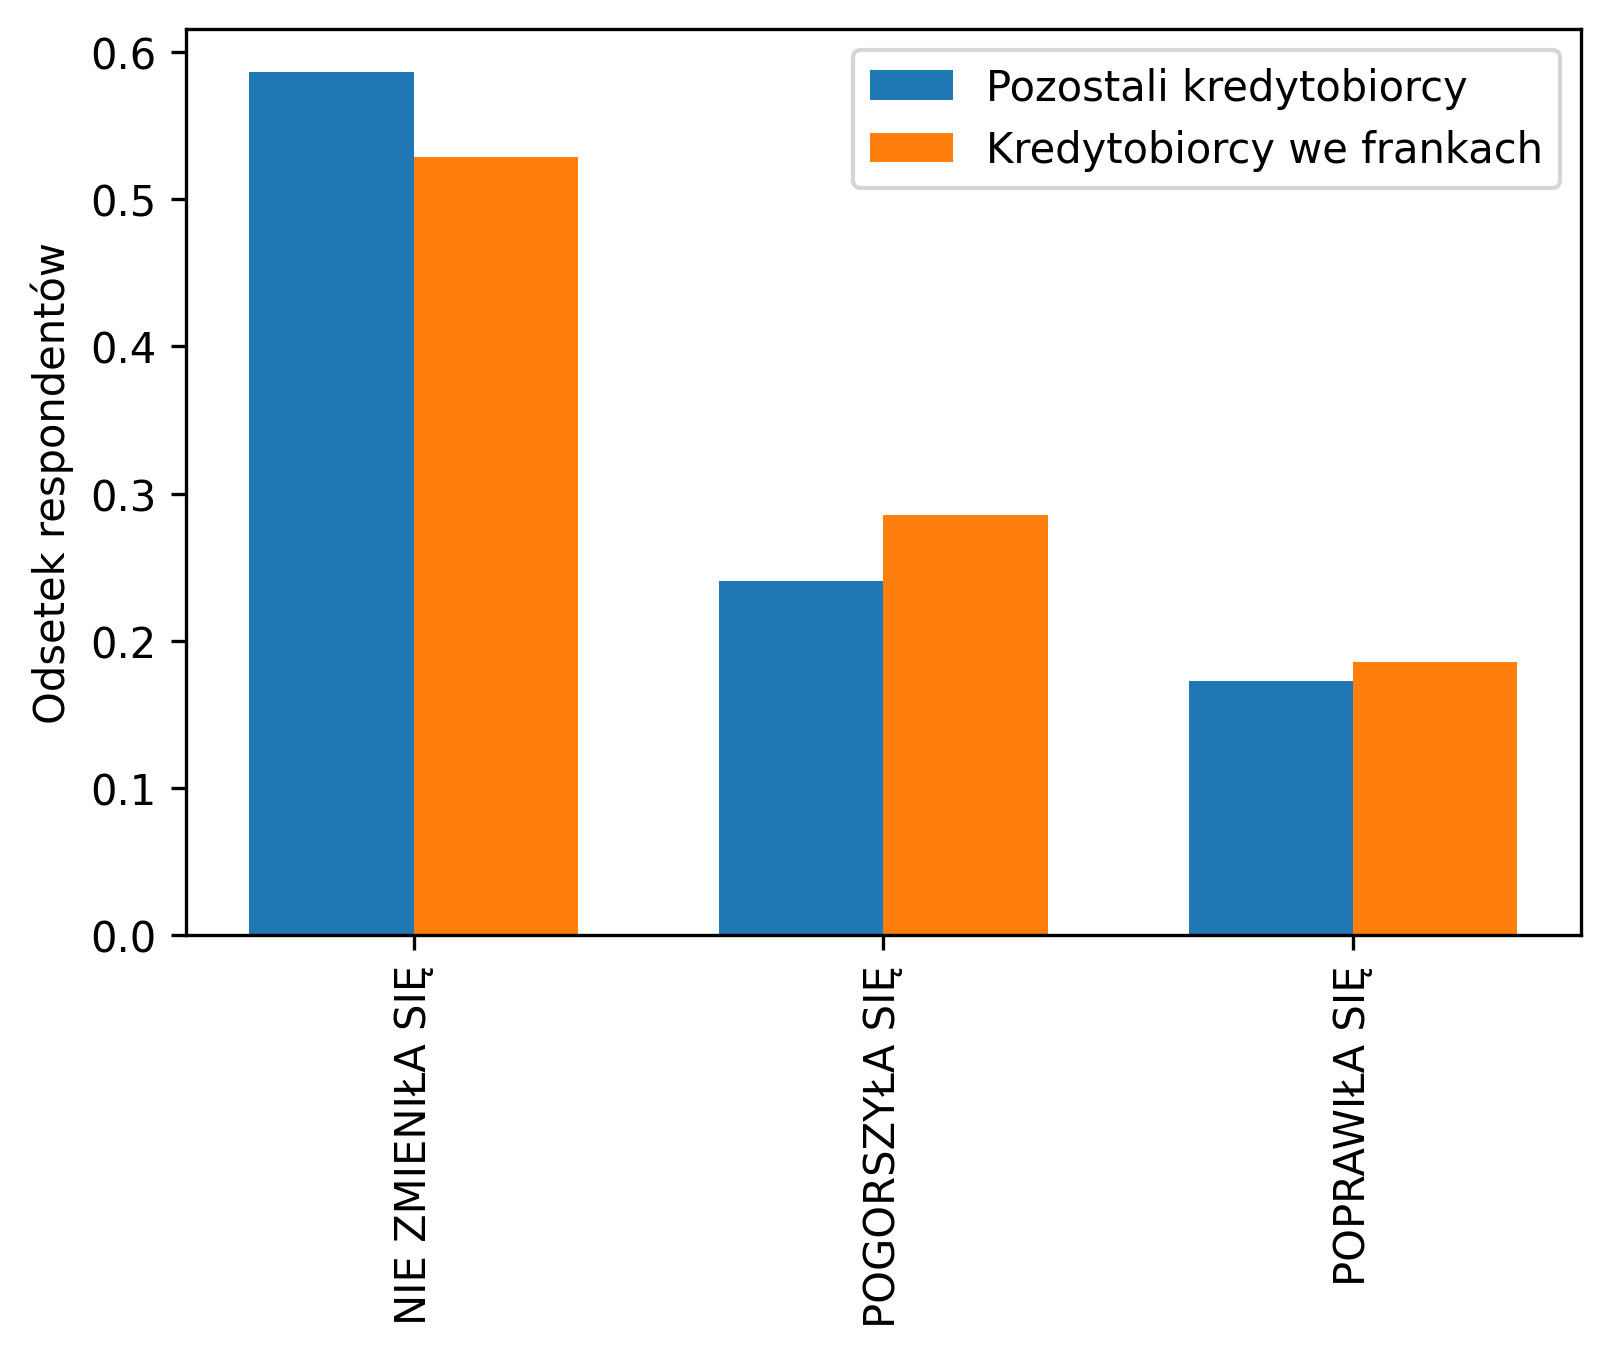 Pozostali kredytobiorcy
Kredytobiorcy we frankach
Odsetek respondentów
0.6
0.5
0.4
0.3
0.2
0.1
0.0
NIE ZMIENIŁA SIĘ
POGORSZYŁA SIĘ
POPRAWIŁA SIĘ